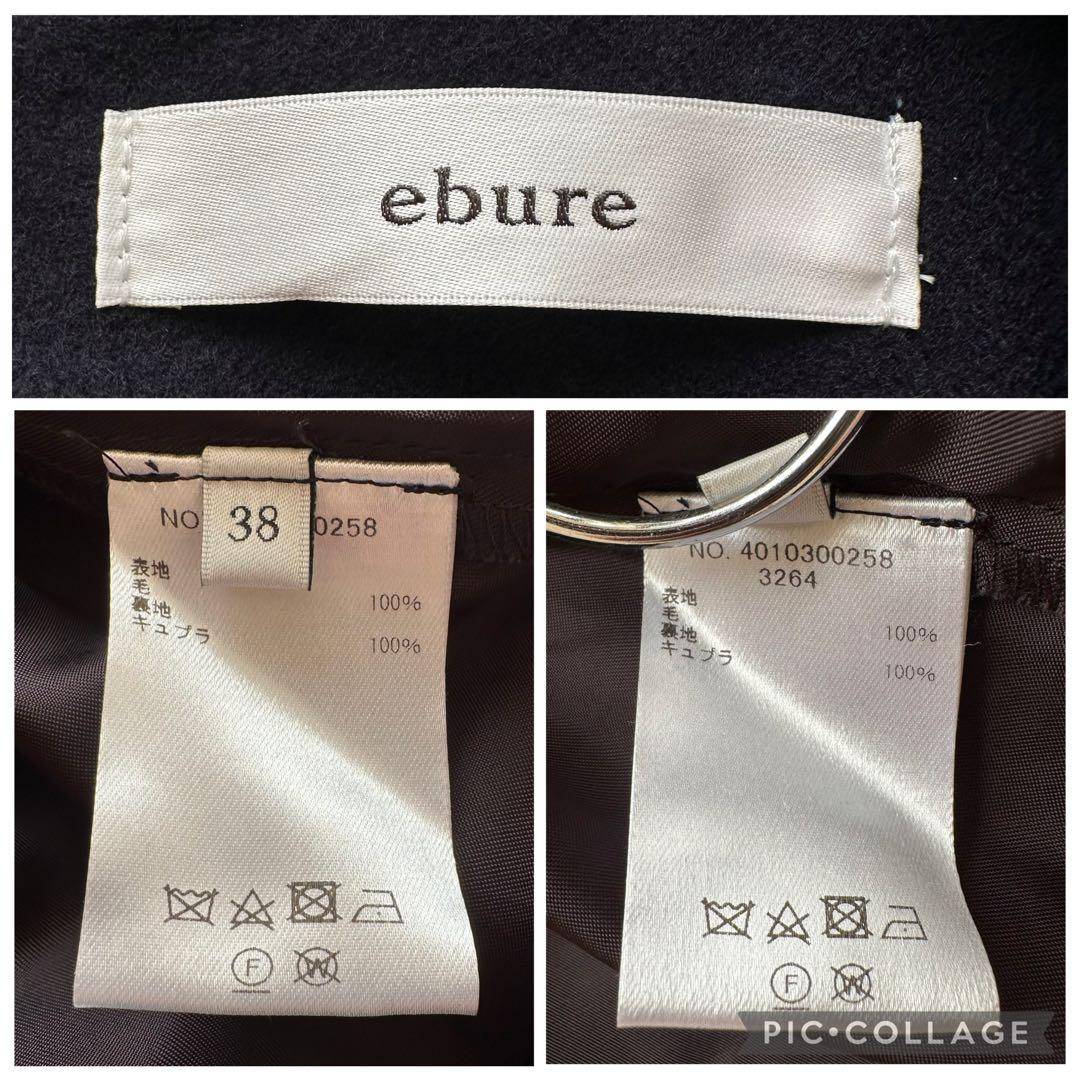 ebure
38
NO. 0258
表地
毛 100%
裏地
キュプラ 100%
F
W
NO. 4010300258
3264
表地
毛 100%
裏地
キュプラ 100%
F
W
PIC•COLLAGE